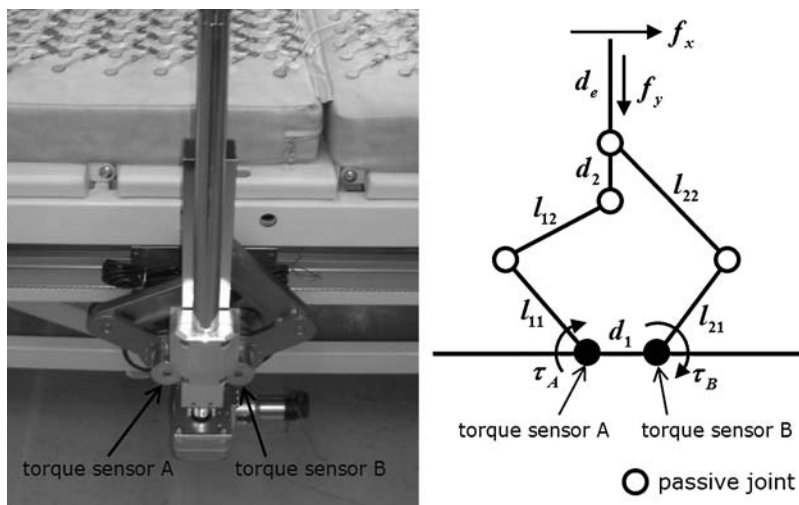 torque sensor A
torque sensor B
f_x
d_e
f_y
d_2
l_12
l_22
l_11
d_1
l_21
τ_A
τ_B
torque sensor A
torque sensor B
passive joint